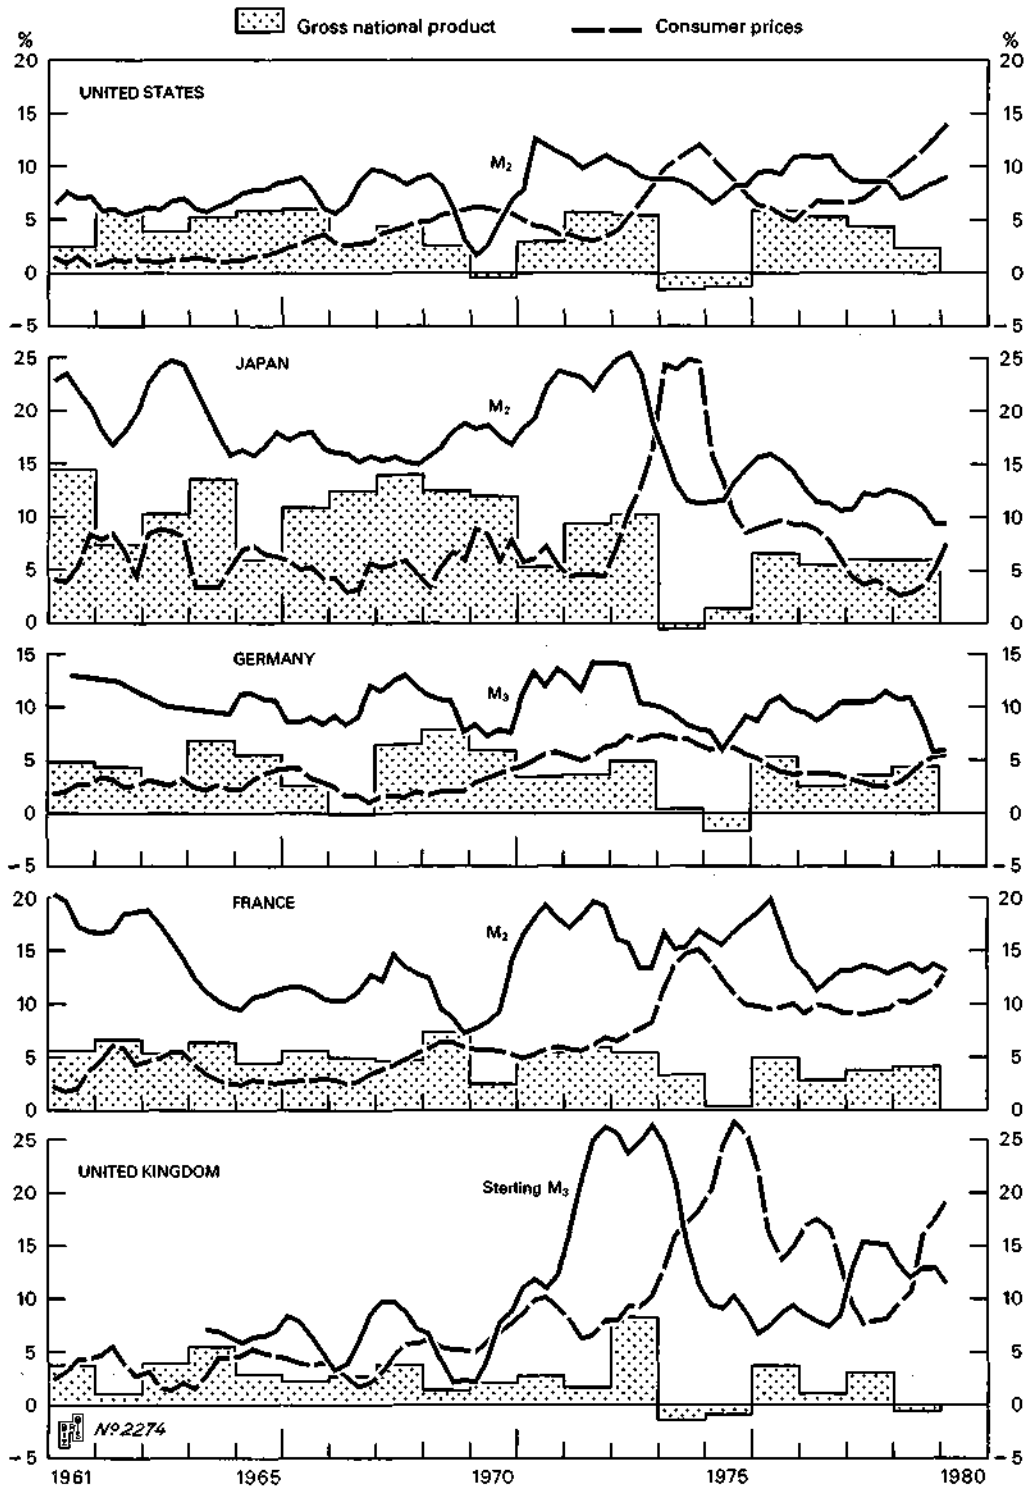 Gross national product Consumer prices
% %
20 20
UNITED STATES
15 15
M₂
10 10
5 5
0 0
-5 -5
25 25
JAPAN
20 20
M₂
15 15
10 10
5 5
0 0
15 15
GERMANY
10 10
M₃
5 5
0 0
-5 -5
20 20
FRANCE
M₂
15 15
10 10
5 5
0 0
25 25
UNITED KINGDOM
20 20
Sterling M₃
15 15
10 10
5 5
0 0
Nº 2274
-5 -5
1961 1965 1970 1975 1980